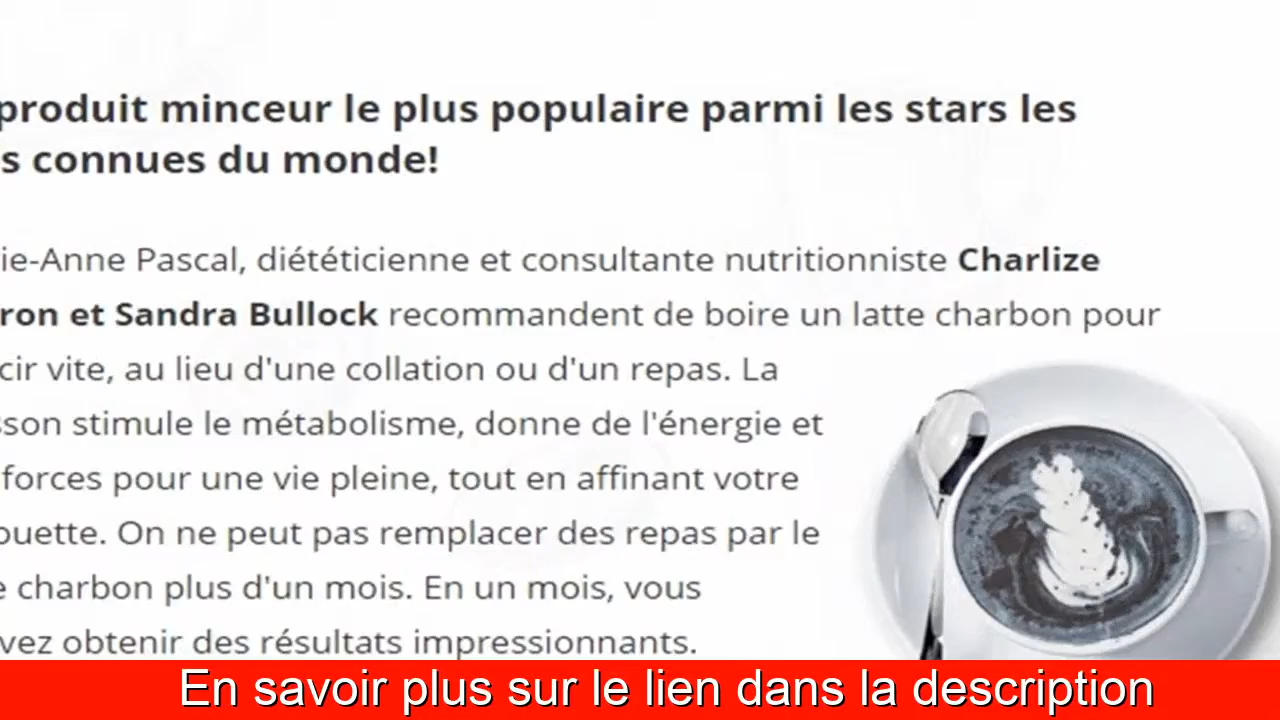 produit minceur le plus populaire parmi les stars les
s connues du monde!
ie-Anne Pascal, diététicienne et consultante nutritionniste Charlize
ron et Sandra Bullock recommandent de boire un latte charbon pour
cir vite, au lieu d'une collation ou d'un repas. La
sson stimule le métabolisme, donne de l'énergie et
forces pour une vie pleine, tout en affinant votre
ouette. On ne peut pas remplacer des repas par le
e charbon plus d'un mois. En un mois, vous
vez obtenir des résultats impressionnants.
En savoir plus sur le lien dans la description